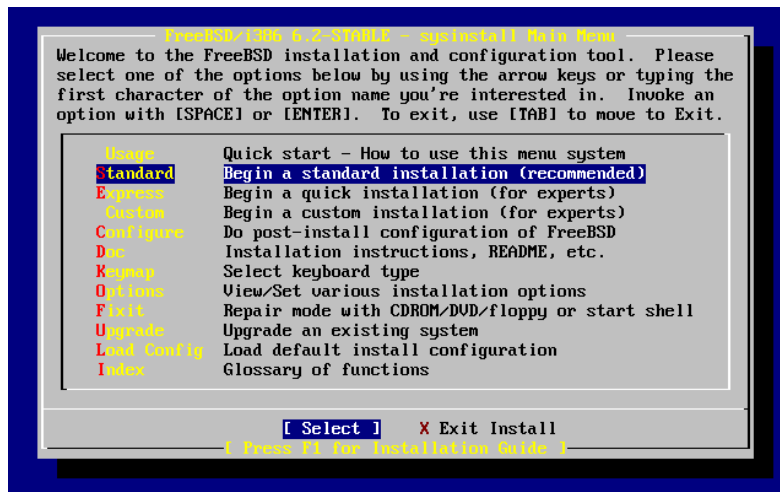 FreeBSD/i386 6.2-STABLE - sysinstall Main Menu
Welcome to the FreeBSD installation and configuration tool.  Please
select one of the options below by using the arrow keys or typing the
first character of the option name you're interested in.  Invoke an
option with [SPACE] or [ENTER].  To exit, use [TAB] to move to Exit.
Usage Quick start - How to use this menu system
Standard Begin a standard installation (recommended)
Express Begin a quick installation (for experts)
Custom Begin a custom installation (for experts)
Configure Do post-install configuration of FreeBSD
Doc Installation instructions, README, etc.
Keymap Select keyboard type
Options View/Set various installation options
Fixit Repair mode with CDROM/DVD/floppy or start shell
Upgrade Upgrade an existing system
Load Config Load default install configuration
Index Glossary of functions
[ Select ] X Exit Install
[ Press F1 for Installation Guide ]